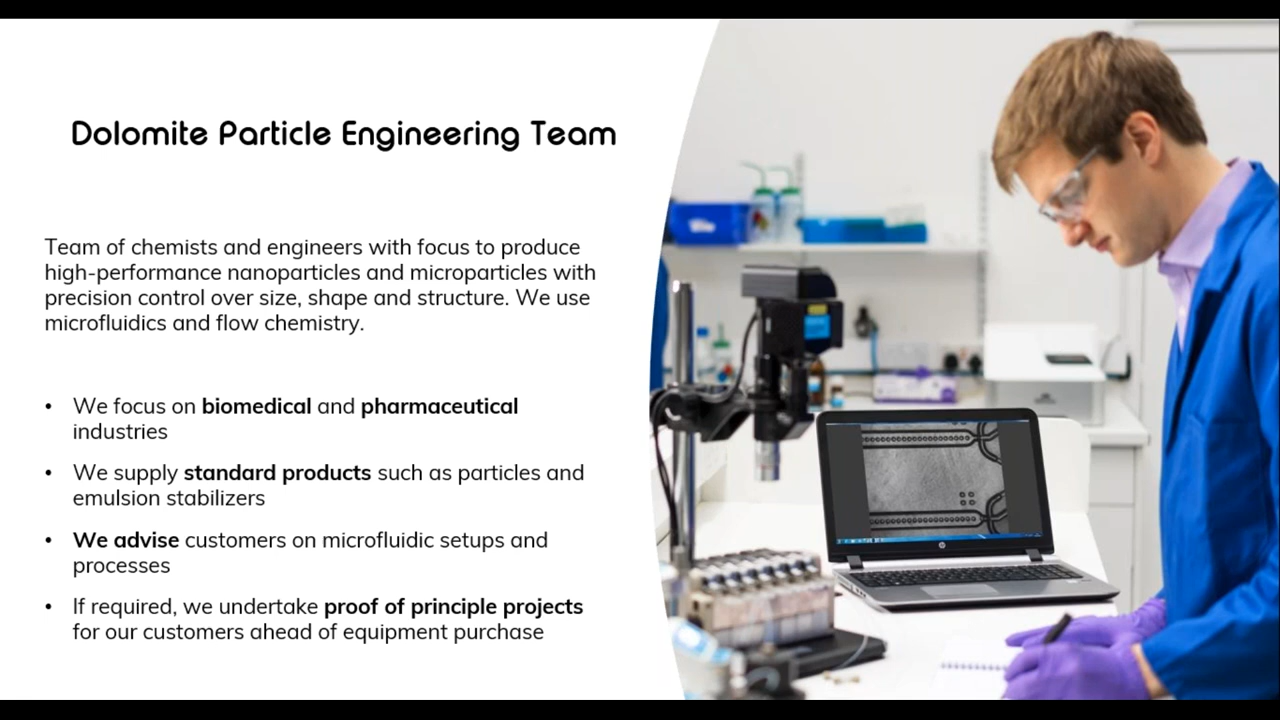 Dolomite Particle Engineering Team
Team of chemists and engineers with focus to produce
high-performance nanoparticles and microparticles with
precision control over size, shape and structure. We use
microfluidics and flow chemistry.
• We focus on biomedical and pharmaceutical
industries
• We supply standard products such as particles and
emulsion stabilizers
• We advise customers on microfluidic setups and
processes
• If required, we undertake proof of principle projects
for our customers ahead of equipment purchase
hp